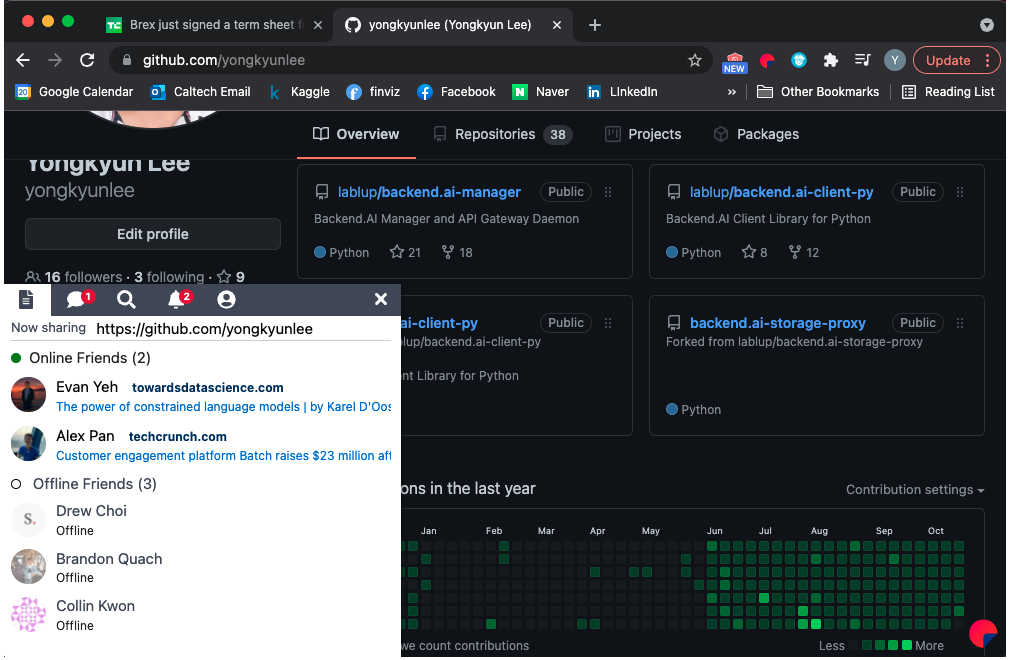 Brex just signed a term sheet f
yongkyunlee (Yongkyun Lee)
github.com/yongkyunlee
NEW
Y
Update
20 Google Calendar
Caltech Email
k Kaggle
finviz
Facebook
N Naver
in LInkedIn
»
Other Bookmarks
Reading List
Overview
Repositories 38
Projects
Packages
Yongkyun Lee
yongkyunlee
Edit profile
16 followers · 3 following · 9
lablup/backend.ai-manager Public
Backend.AI Manager and API Gateway Daemon
Python 21 18
lablup/backend.ai-client-py Public
Backend.AI Client Library for Python
Python 8 12
ai-client-py Public
lup/backend.ai-client-py
nt Library for Python
backend.ai-storage-proxy Public
Forked from lablup/backend.ai-storage-proxy
Python
1
2
Now sharing https://github.com/yongkyunlee
Online Friends (2)
Evan Yeh towardsdatascience.com
The power of constrained language models | by Karel D'Oos
Alex Pan techcrunch.com
Customer engagement platform Batch raises $23 million aft
Offline Friends (3)
S.
Drew Choi
Offline
Brandon Quach
Offline
Collin Kwon
Offline
ons in the last year
Contribution settings
Jan Feb Mar Apr May Jun Jul Aug Sep Oct
we count contributions
Less More